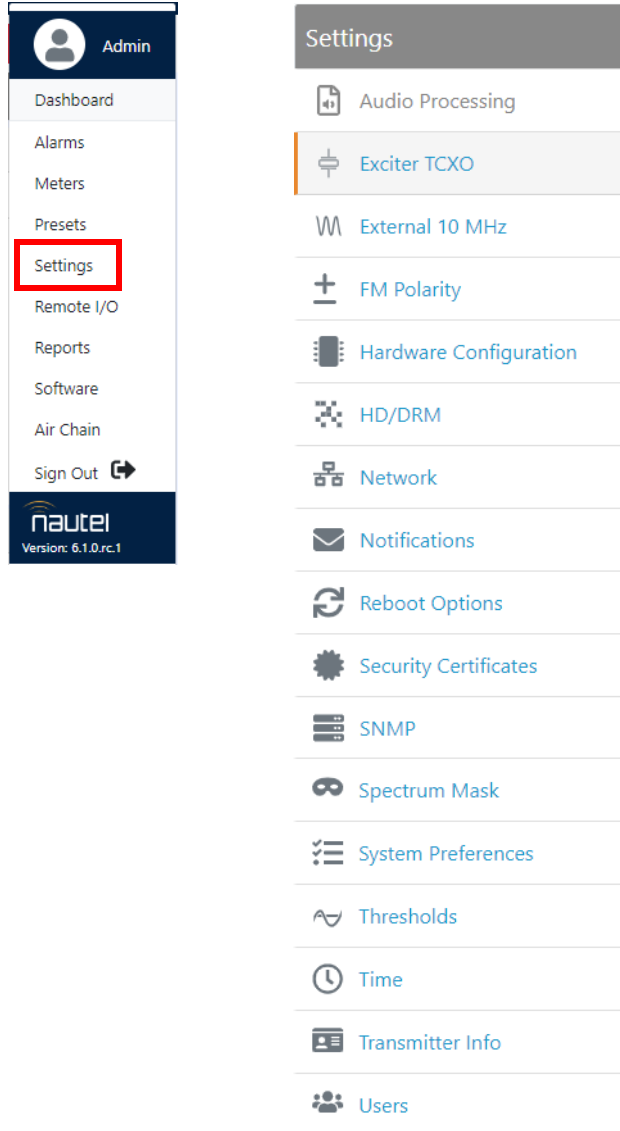 Admin
Dashboard
Alarms
Meters
Presets
Settings
Remote I/O
Reports
Software
Air Chain
Sign Out
nautel
Version: 6.1.0.rc.1
Settings
Audio Processing
Exciter TCXO
External 10 MHz
FM Polarity
Hardware Configuration
HD/DRM
Network
Notifications
Reboot Options
Security Certificates
SNMP
Spectrum Mask
System Preferences
Thresholds
Time
Transmitter Info
Users